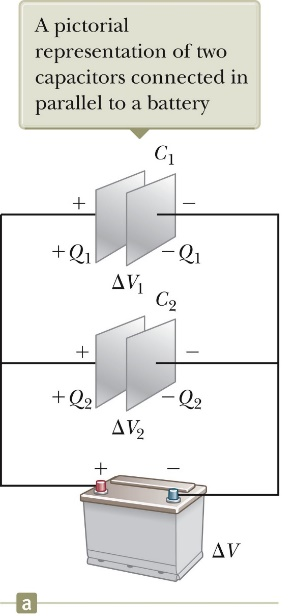 A pictorial
representation of two
capacitors connected in
parallel to a battery
C₁
+ −
+Q₁ −Q₁
ΔV₁
C₂
+ −
+Q₂ −Q₂
ΔV₂
+ −
ΔV
a